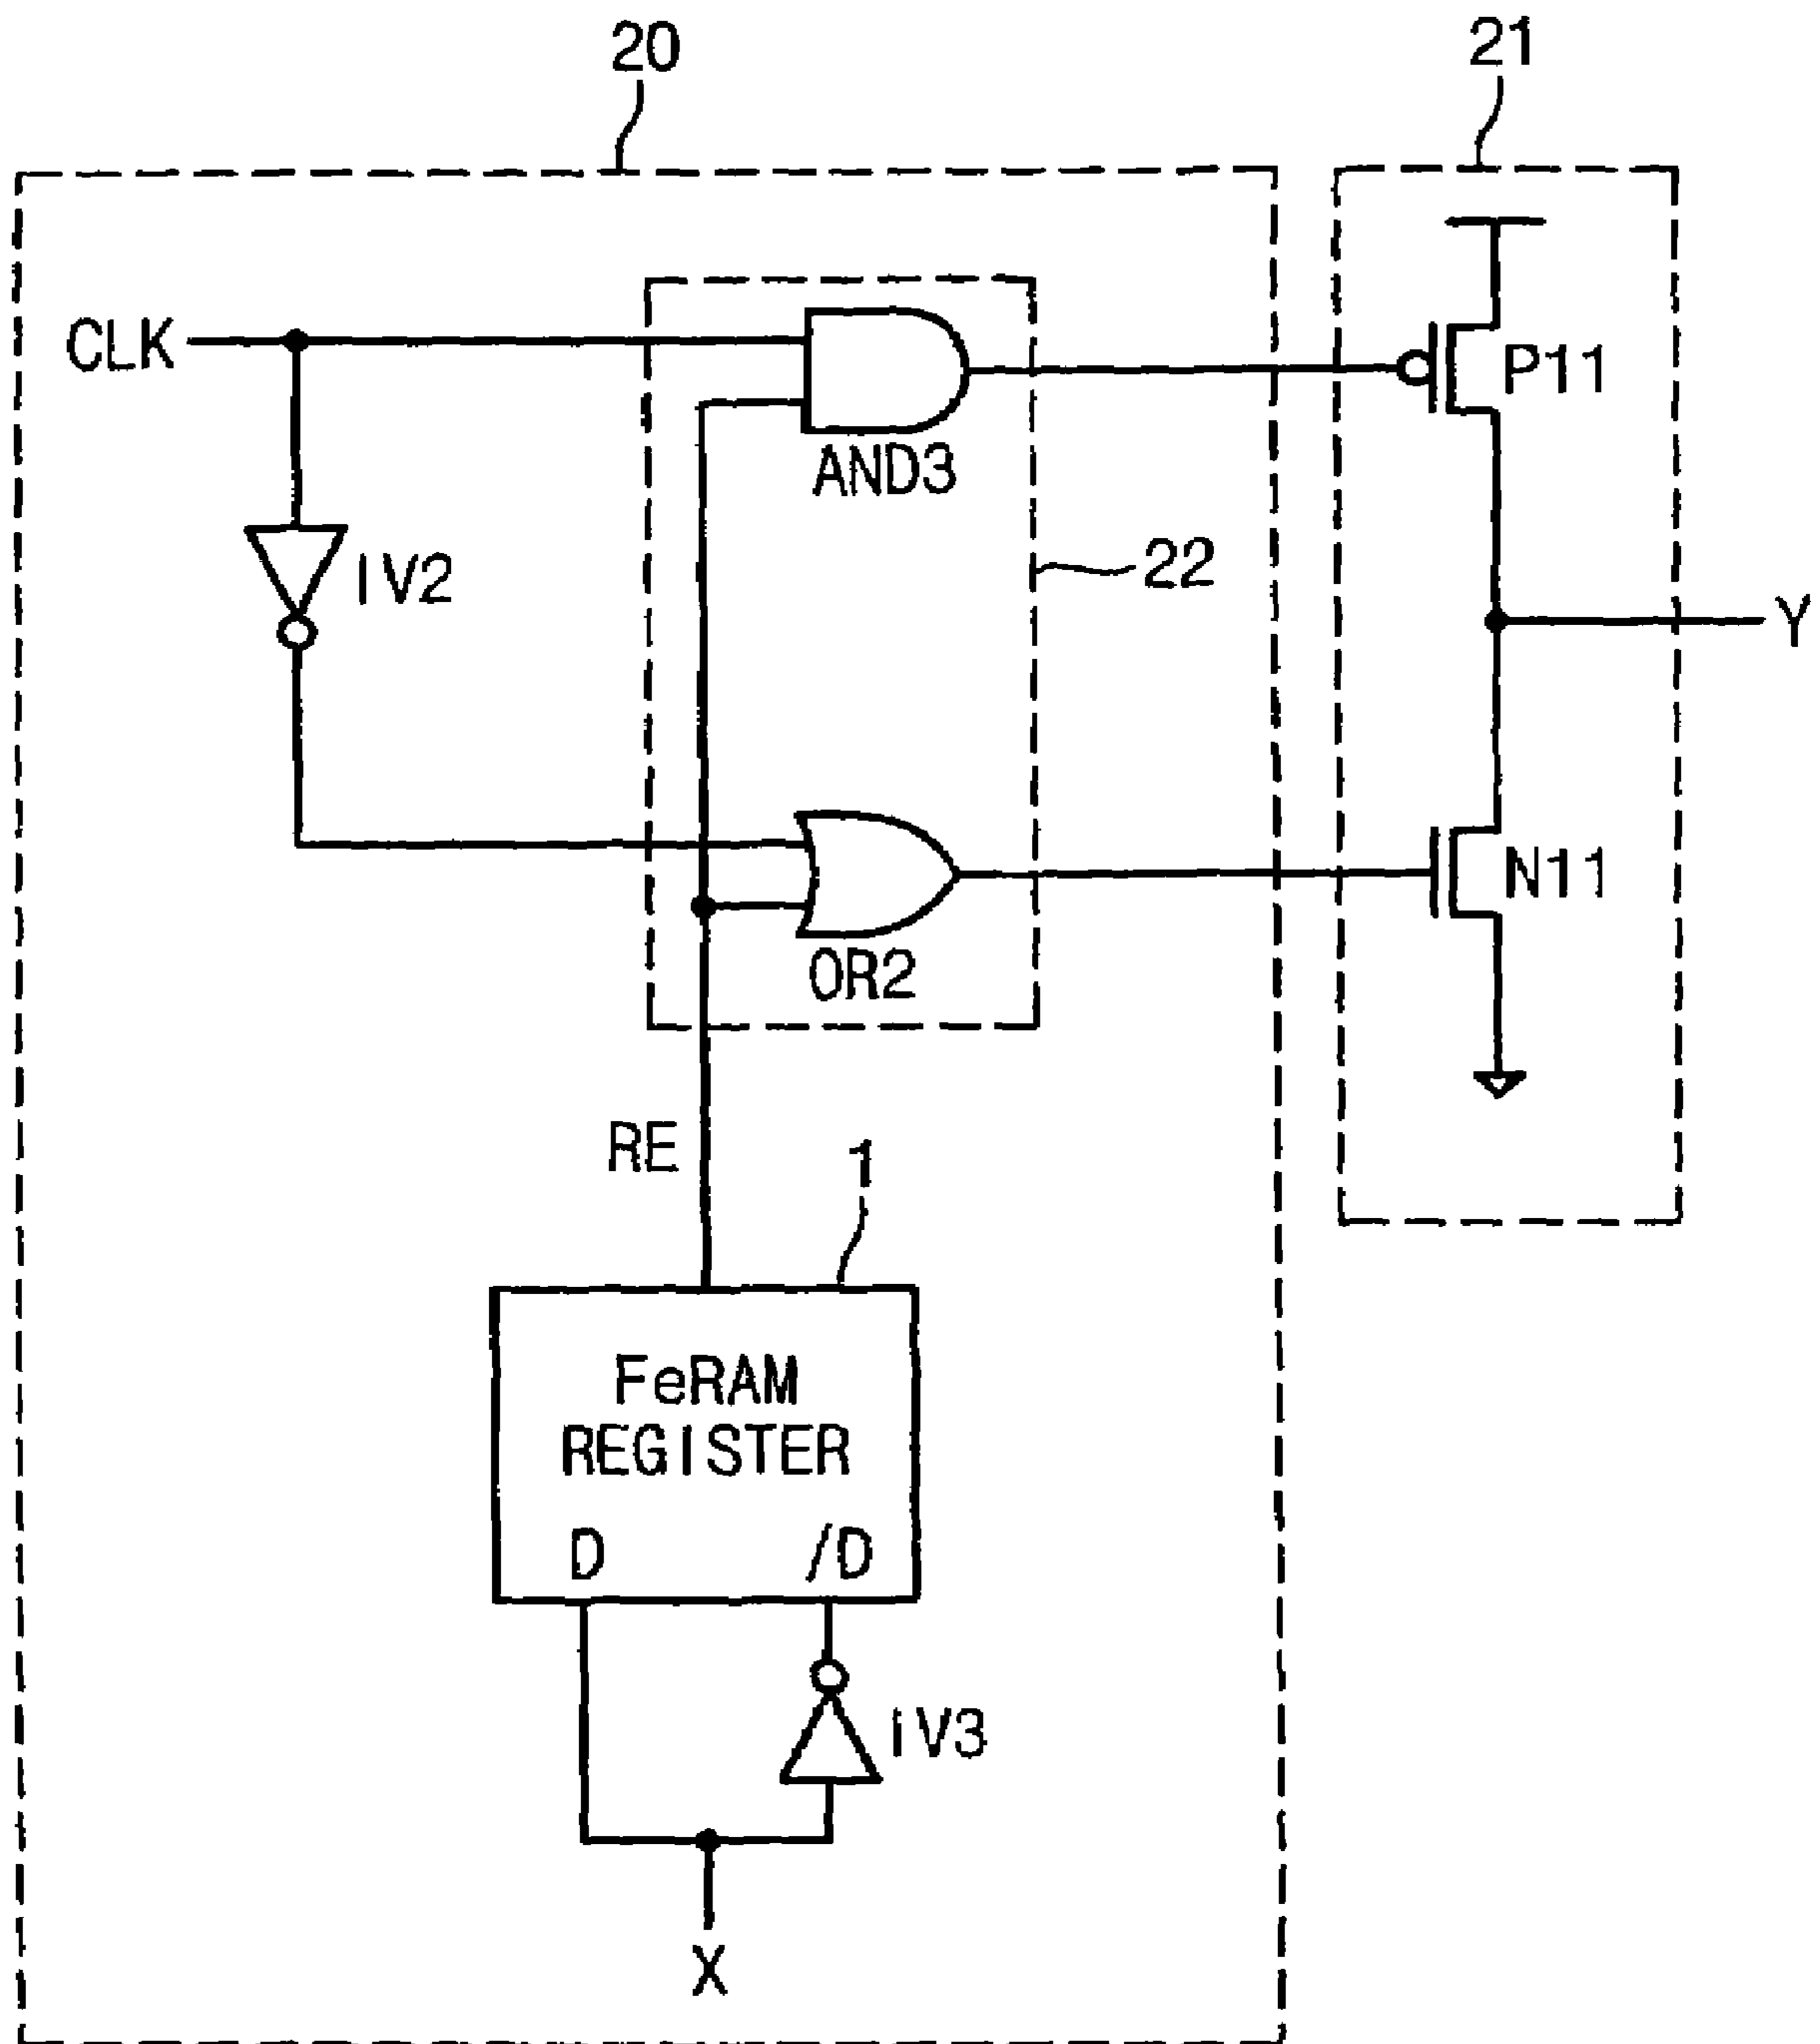 20
21
CLK
P11
AND3
IV2
22
Y
N11
OR2
RE
1
FeRAM
REGISTER
D /D
IV3
X